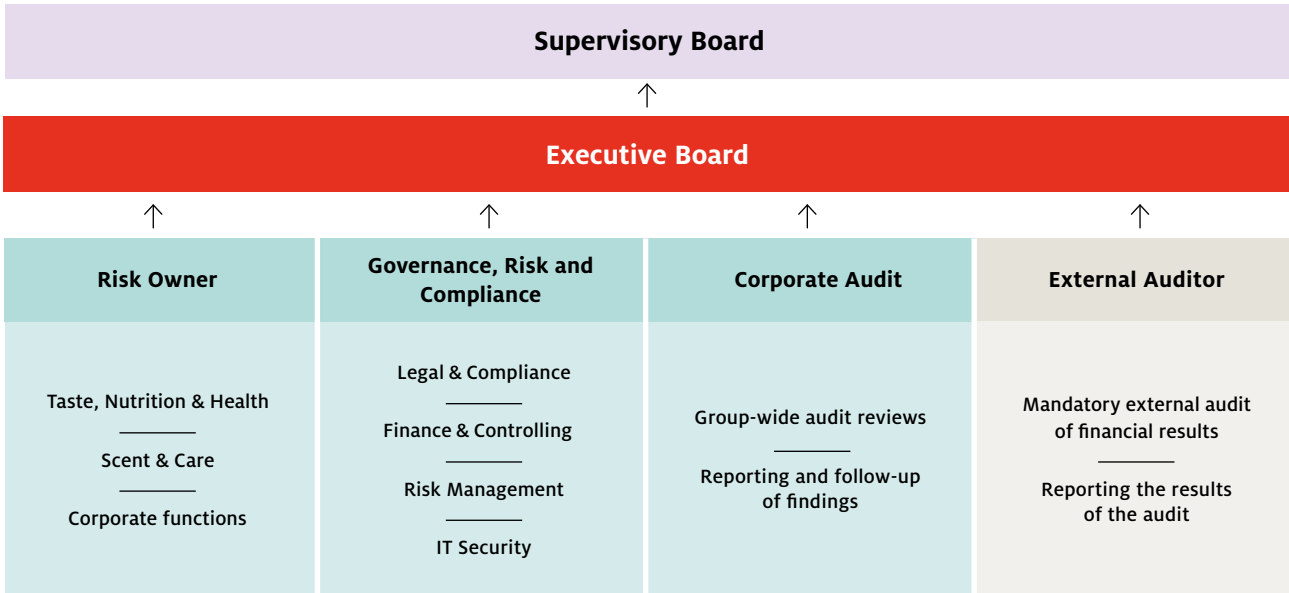 Supervisory Board
Executive Board
Risk Owner
Taste, Nutrition & Health
Scent & Care
Corporate functions
Governance, Risk and
Compliance
Legal & Compliance
Finance & Controlling
Risk Management
IT Security
Corporate Audit
Group-wide audit reviews
Reporting and follow-up
of findings
External Auditor
Mandatory external audit
of financial results
Reporting the results
of the audit